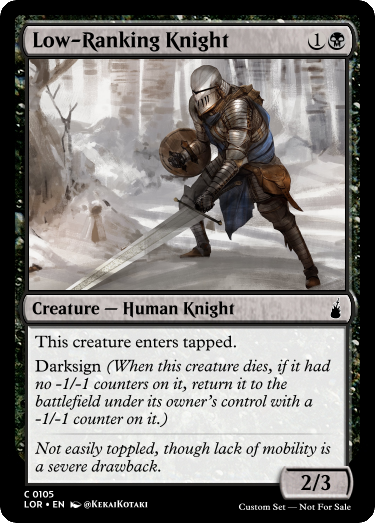 Low-Ranking Knight 1
Creature — Human Knight
This creature enters tapped.
Darksign (When this creature dies, if it had
no -1/-1 counters on it, return it to the
battlefield under its owner's control with a
-1/-1 counter on it.)
Not easily toppled, though lack of mobility is
a severe drawback.
2/3
C 0105
LOR • EN @KekaiKotaki
Custom Set — Not For Sale